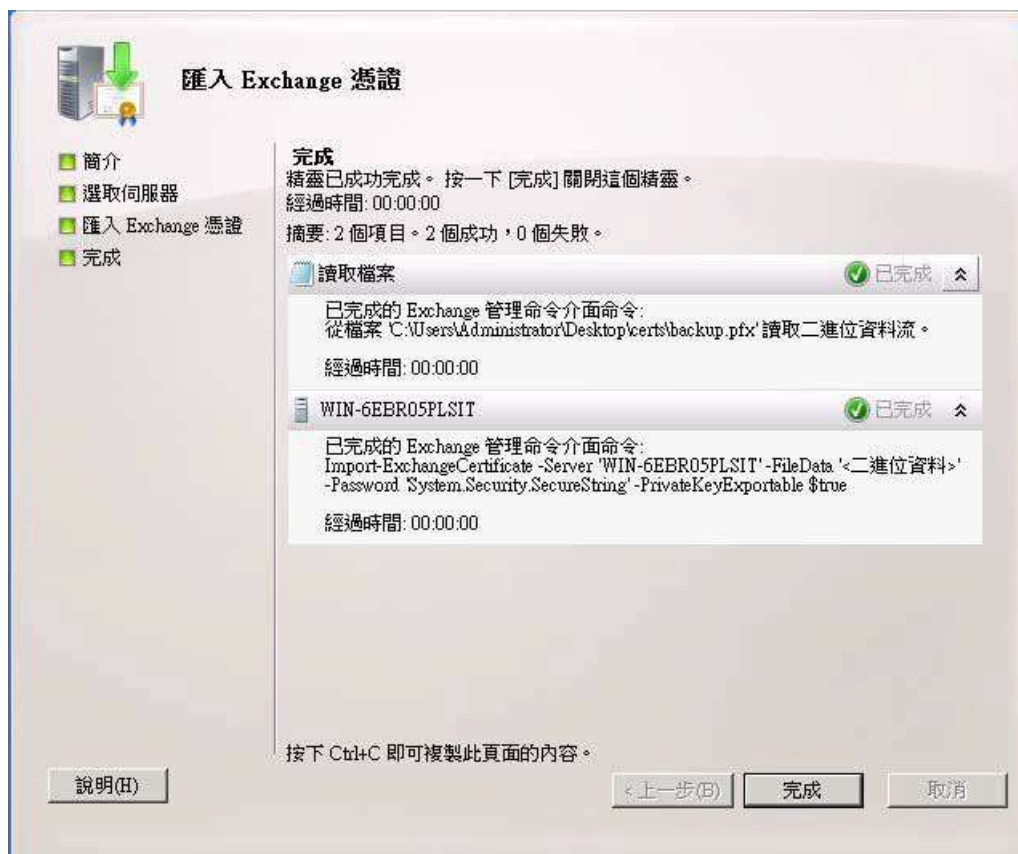 匯入 Exchange 憑證
簡介
選取伺服器
匯入 Exchange 憑證
完成
完成
精靈已成功完成。 按一下 [完成] 關閉這個精靈。
經過時間: 00:00:00
摘要: 2 個項目。2 個成功，0 個失敗。
讀取檔案
已完成
已完成的 Exchange 管理命令介面命令:
從檔案 'C:\Users\Administrator\Desktop\certs\backup.pfx' 讀取二進位資料流。
經過時間: 00:00:00
WIN-6EBR05PLSIT
已完成
已完成的 Exchange 管理命令介面命令:
Import-ExchangeCertificate -Server 'WIN-6EBR05PLSIT' -FileData '<二進位資料>'
-Password 'System.Security.SecureString' -PrivateKeyExportable $true
經過時間: 00:00:00
按下 Ctrl+C 即可複製此頁面的內容。
說明(H)
<上一步(B)
完成
取消